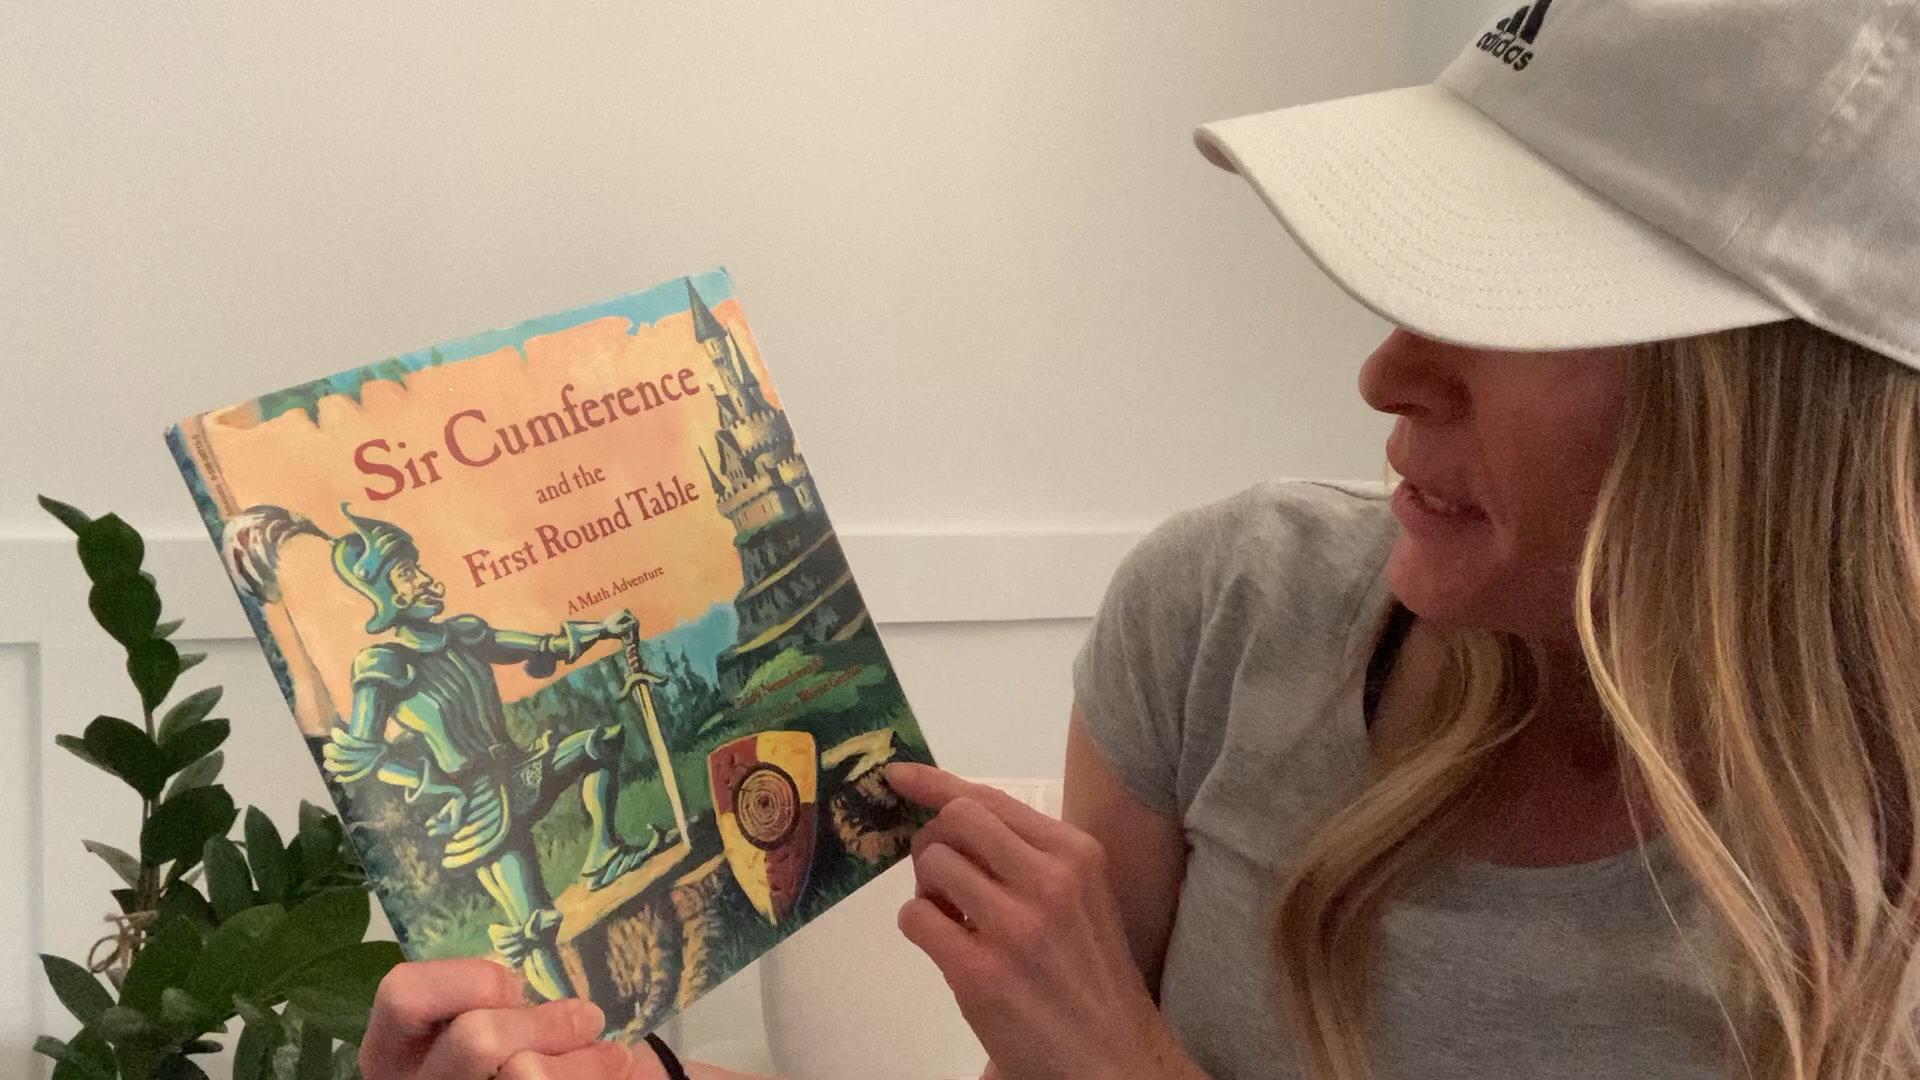 adidas
Sir Cumference
and the
First Round Table
A Math Adventure